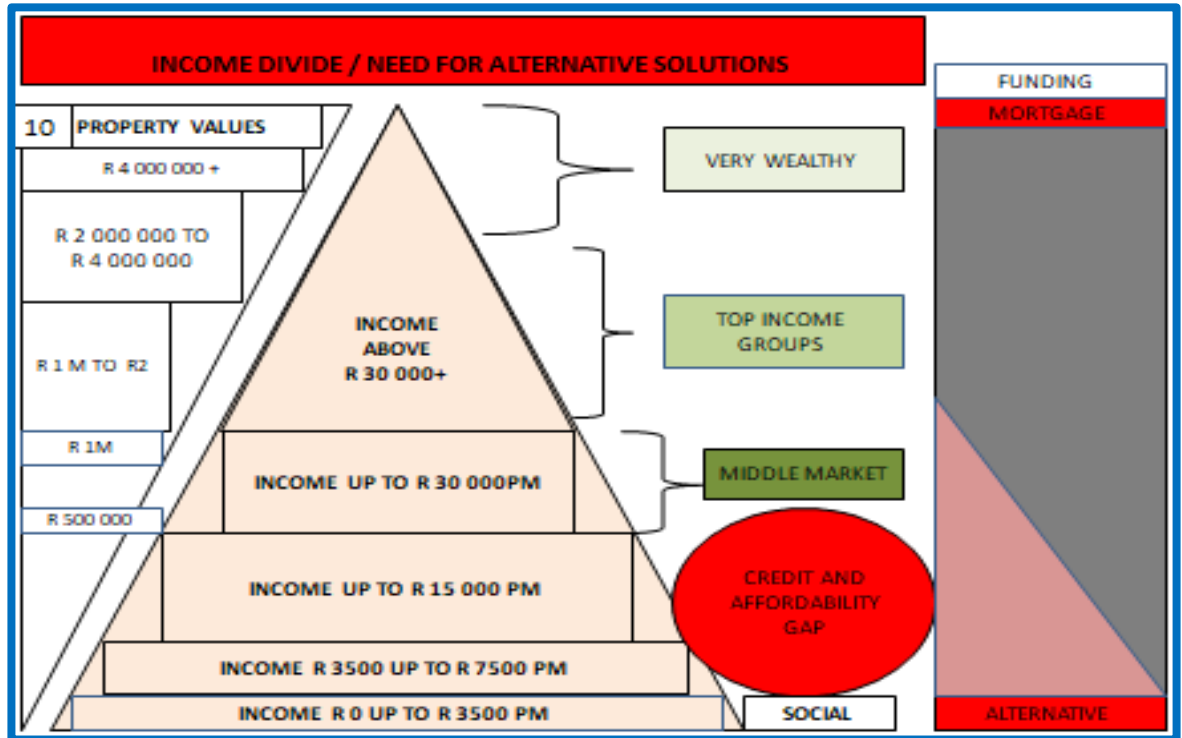 INCOME DIVIDE / NEED FOR ALTERNATIVE SOLUTIONS
FUNDING
MORTGAGE
10 PROPERTY VALUES
R 4 000 000 +
R 2 000 000 TO
R 4 000 000
R 1 M TO R2
R 1M
R 500 000
INCOME
ABOVE
R 30 000+
INCOME UP TO R 30 000PM
INCOME UP TO R 15 000 PM
INCOME R 3500 UP TO R 7500 PM
INCOME R 0 UP TO R 3500 PM
VERY WEALTHY
TOP INCOME
GROUPS
MIDDLE MARKET
CREDIT AND
AFFORDABILITY
GAP
SOCIAL
ALTERNATIVE